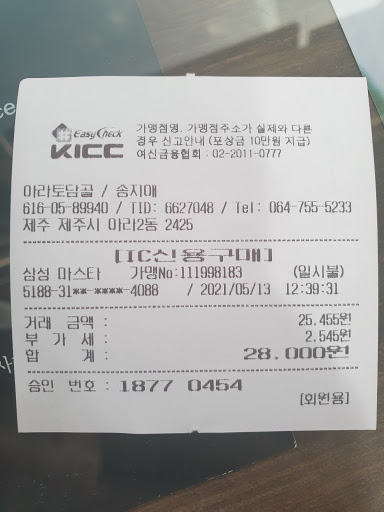 EasyCheck
KICC
가맹점명, 가맹점주소가 실제와 다른
경우 신고안내 (포상금 10만원 지급)
여신금융협회 : 02-2011-0777
아라토담골 / 송지애
616-05-89940 / TID: 6627048 / Tel: 064-755-5233
제주 제주시 아라2동 2425
[IC신용구매]
삼성 마스타 가맹No:111998183 (일시불)
5188-31**-****-4088 / 2021/05/13 12:39:31
거래 금액 : 25.455원
부 가 세 : 2.545원
합 계 : 28.000원
승인 번호 : 1877 0454
[회원용]